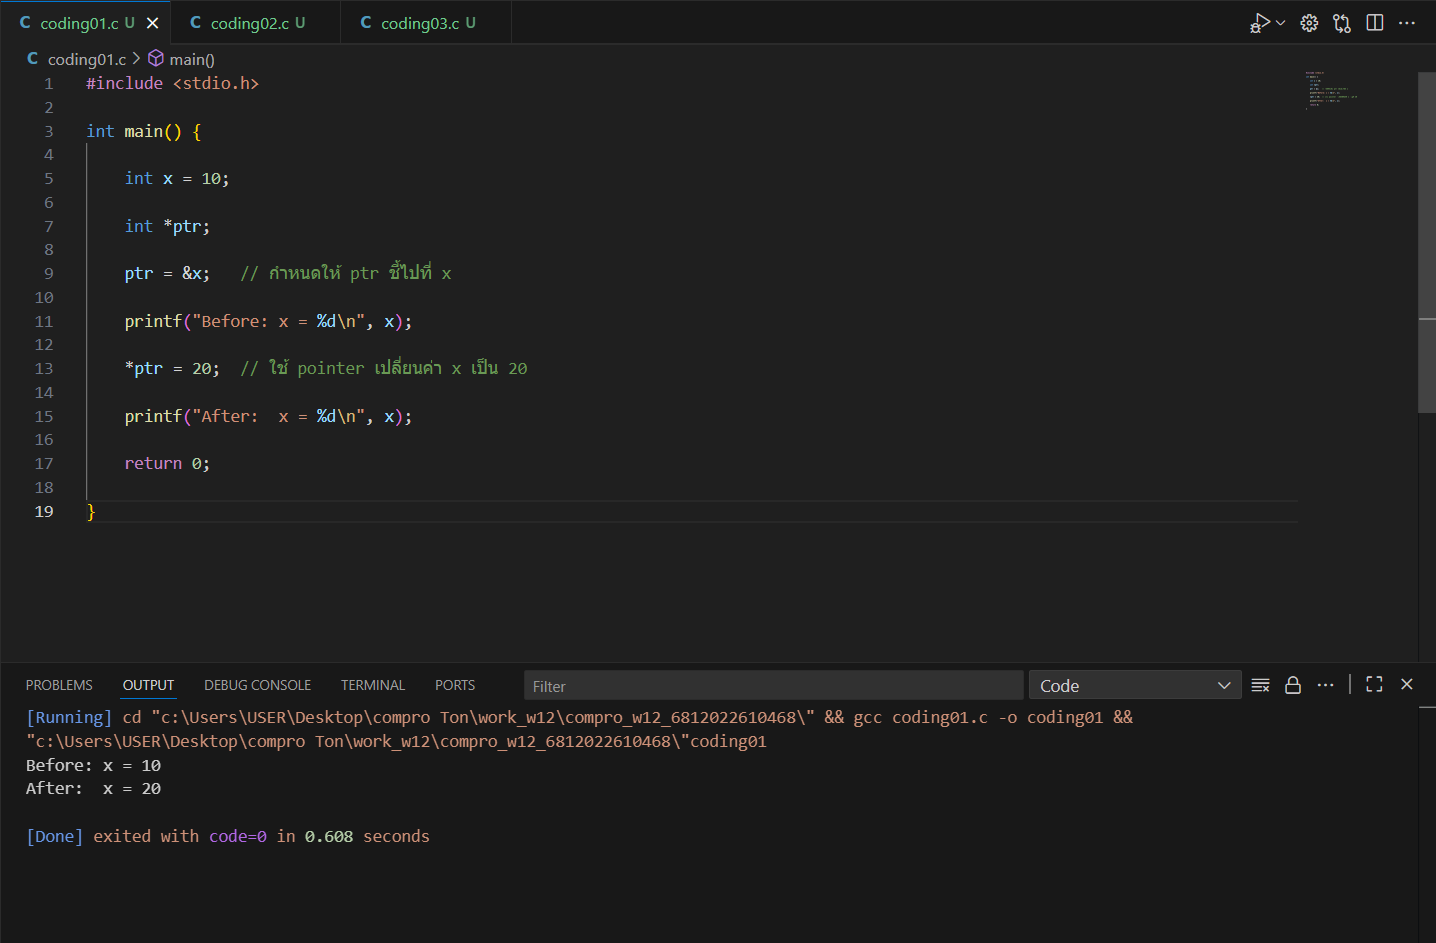 coding01.c U
coding02.c U
coding03.c U
coding01.c > main()
1 #include <stdio.h>
2
3 int main() {
4
5     int x = 10;
6
7     int *ptr;
8
9     ptr = &x;   // กำหนดให้ ptr ชี้ไปที่ x
10
11     printf("Before: x = %d\n", x);
12
13     *ptr = 20;  // ใช้ pointer เปลี่ยนค่า x เป็น 20
14
15     printf("After:  x = %d\n", x);
16
17     return 0;
18
19 }
PROBLEMS OUTPUT DEBUG CONSOLE TERMINAL PORTS Filter Code
[Running] cd "c:\Users\USER\Desktop\compro Ton\work_w12\compro_w12_6812022610468\" && gcc coding01.c -o coding01 &&
"c:\Users\USER\Desktop\compro Ton\work_w12\compro_w12_6812022610468\"coding01
Before: x = 10
After:  x = 20
[Done] exited with code=0 in 0.608 seconds